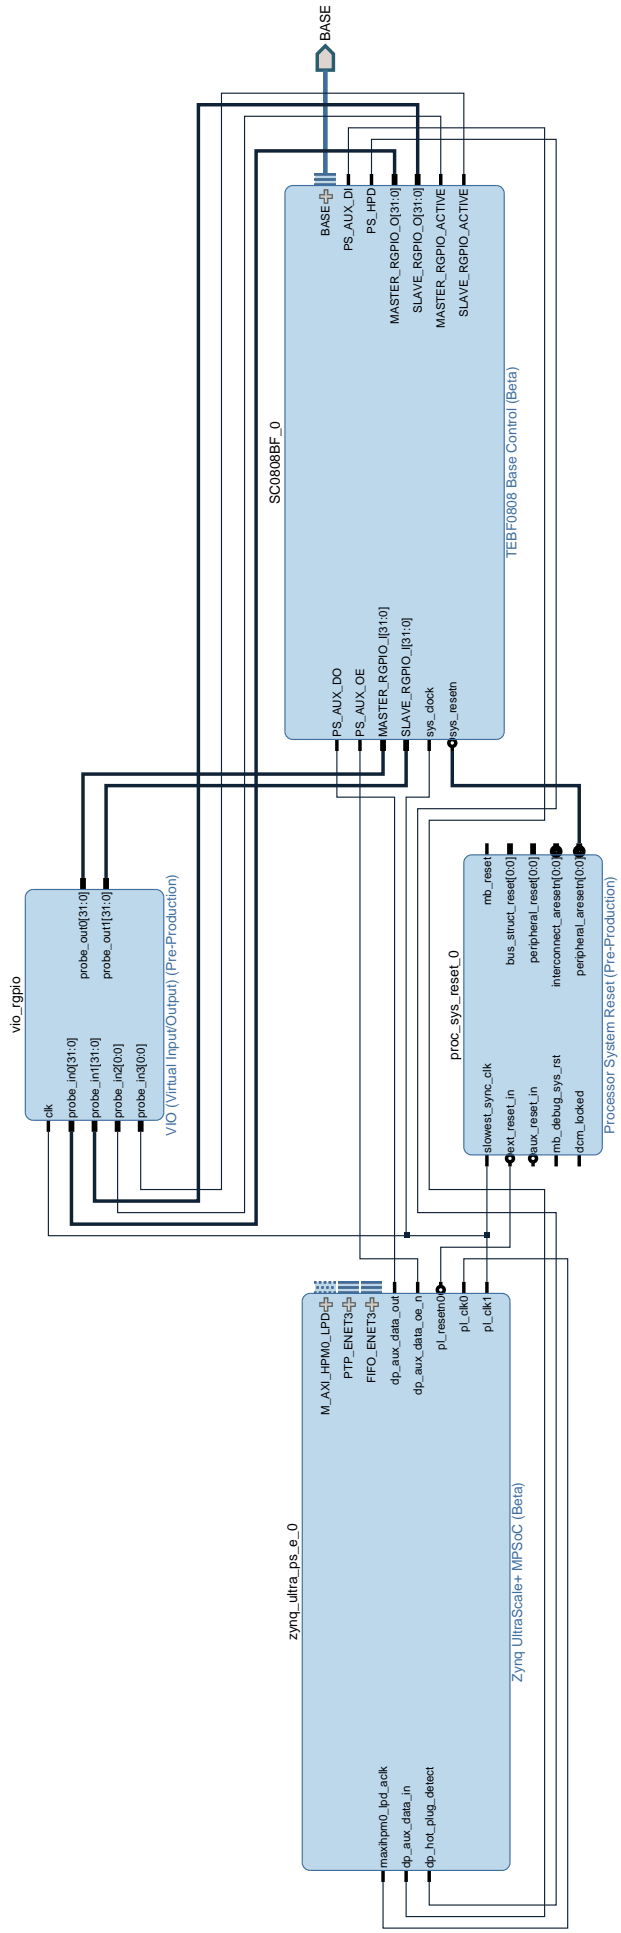 zynq_ultra_ps_e_0
maxihpm0_lpd_aclk
dp_aux_data_in
dp_hot_plug_detect
M_AXI_HPM0_LPD
PTP_ENET3
FIFO_ENET3
dp_aux_data_out
dp_aux_data_oe_n
pl_resetn0
pl_clk0
pl_clk1
Zynq UltraScale+ MPSoC (Beta)
vio_rgpio
clk
probe_in0[31:0]
probe_in1[31:0]
probe_in2[0:0]
probe_in3[0:0]
probe_out0[31:0]
probe_out1[31:0]
VIO (Virtual Input/Output) (Pre-Production)
proc_sys_reset_0
slowest_sync_clk
ext_reset_in
aux_reset_in
mb_debug_sys_rst
dcm_locked
mb_reset
bus_struct_reset[0:0]
peripheral_reset[0:0]
interconnect_aresetn[0:0]
peripheral_aresetn[0:0]
Processor System Reset (Pre-Production)
SC0808BF_0
PS_AUX_DO
PS_AUX_OE
MASTER_RGPIO_I[31:0]
SLAVE_RGPIO_I[31:0]
sys_clock
sys_resetn
BASE
PS_AUX_DI
PS_HPD
MASTER_RGPIO_O[31:0]
SLAVE_RGPIO_O[31:0]
MASTER_RGPIO_ACTIVE
SLAVE_RGPIO_ACTIVE
TEBF0808 Base Control (Beta)
BASE